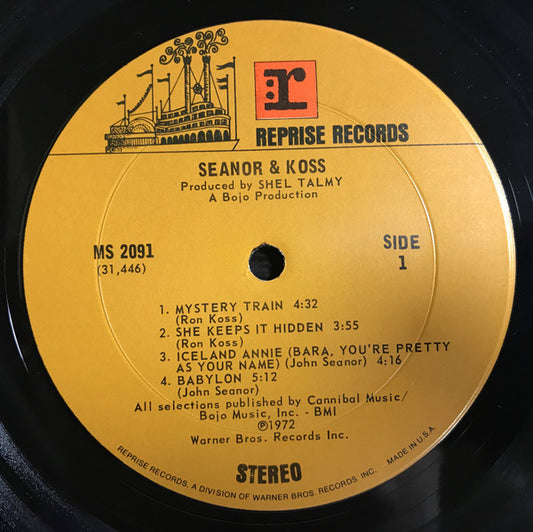 r
REPRISE RECORDS
SEANOR & KOSS
Produced by SHEL TALMY
A Bojo Production
MS 2091
(31,446)
SIDE
1
1. MYSTERY TRAIN 4:32
(Ron Koss)
2. SHE KEEPS IT HIDDEN 3:55
(Ron Koss)
3. ICELAND ANNIE (BARA, YOU'RE PRETTY
AS YOUR NAME) (John Seanor) 4:16
4. BABYLON 5:12
(John Seanor)
All selections published by Cannibal Music/
Bojo Music, Inc. - BMI
Ⓟ1972
Warner Bros. Records Inc.
STEREO
REPRISE RECORDS, A DIVISION OF WARNER BROS. RECORDS INC. MADE IN U.S.A.